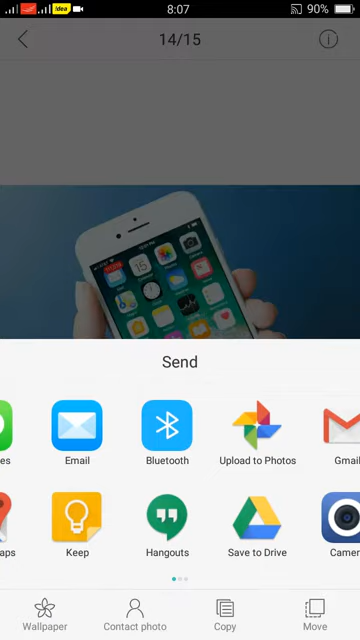 idea
8:07
90%
14/15
Send
es
Email
Bluetooth
Upload to Photos
Gmail
aps
Keep
Hangouts
Save to Drive
Camer
Wallpaper
Contact photo
Copy
Move